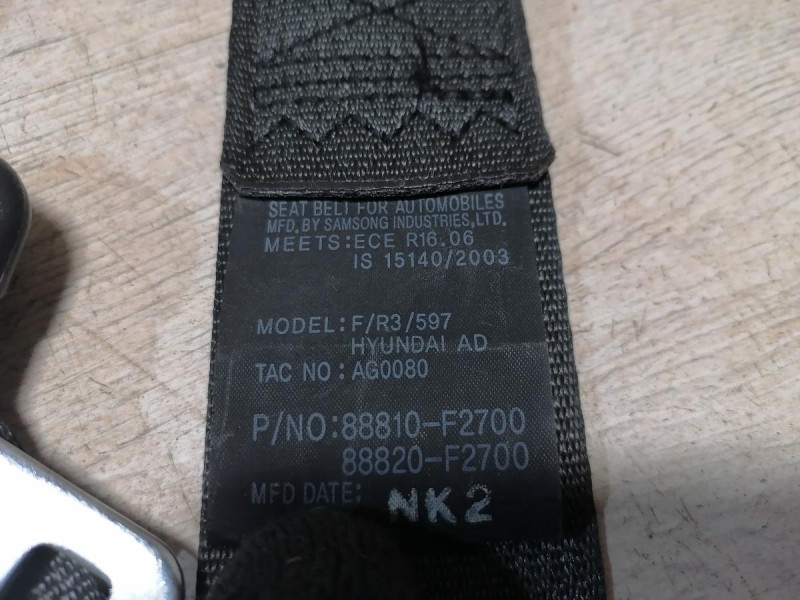 SEAT BELT FOR AUTOMOBILES
MFD. BY SAMSONG INDUSTRIES, LTD.
MEETS: ECE R16.06
IS 15140/2003
MODEL: F/R3/597
HYUNDAI AD
TAC NO: AG0080
P/NO: 88810-F2700
88820-F2700
MFD DATE: NK2